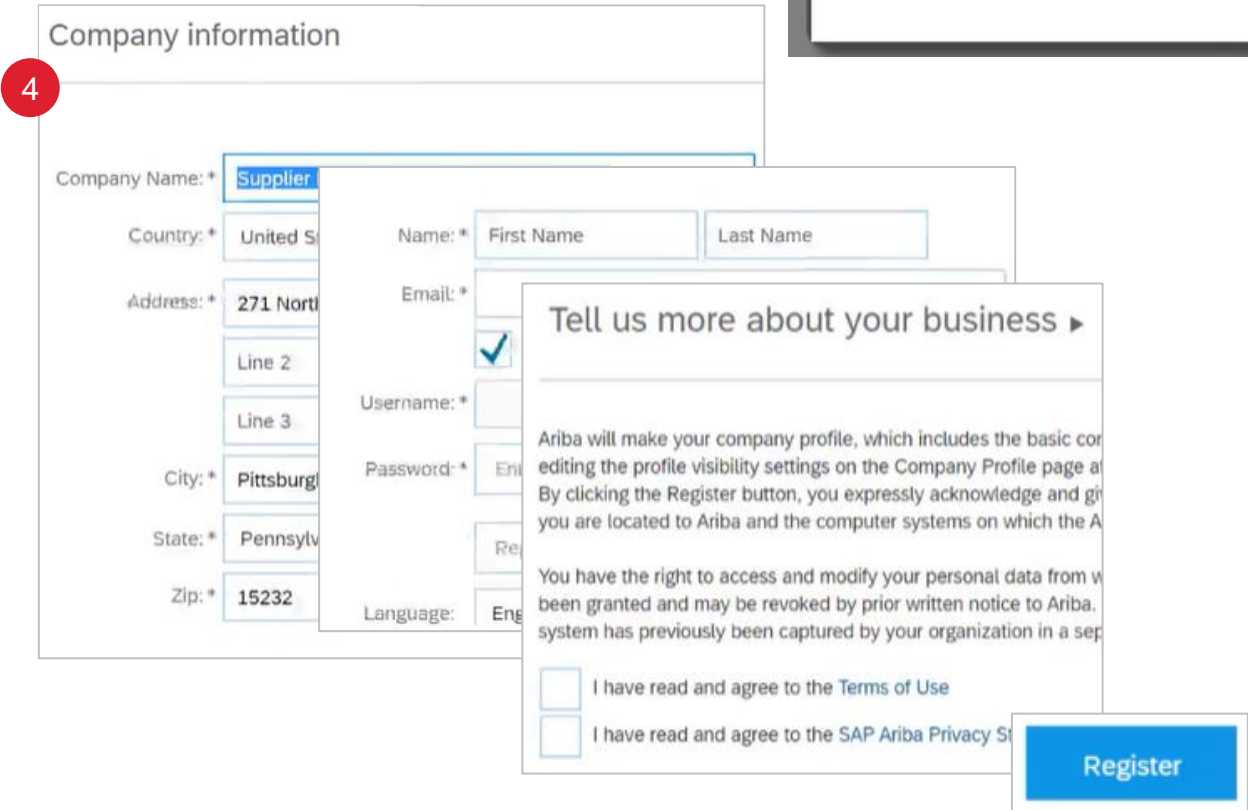 Company information
4
Company Name: * Supplier
Country: * United S
Address: * 271 North
Line 2
Line 3
City: * Pittsburgl
State: * Pennsylv
Zip: * 15232
Name: * First Name Last Name
Email: *
Username: *
Password: * En
Re
Language: Eng
Tell us more about your business ▸
Ariba will make your company profile, which includes the basic cor
editing the profile visibility settings on the Company Profile page a
By clicking the Register button, you expressly acknowledge and gi
you are located to Ariba and the computer systems on which the A
You have the right to access and modify your personal data from w
been granted and may be revoked by prior written notice to Ariba.
system has previously been captured by your organization in a sep
I have read and agree to the Terms of Use
I have read and agree to the SAP Ariba Privacy St
Register